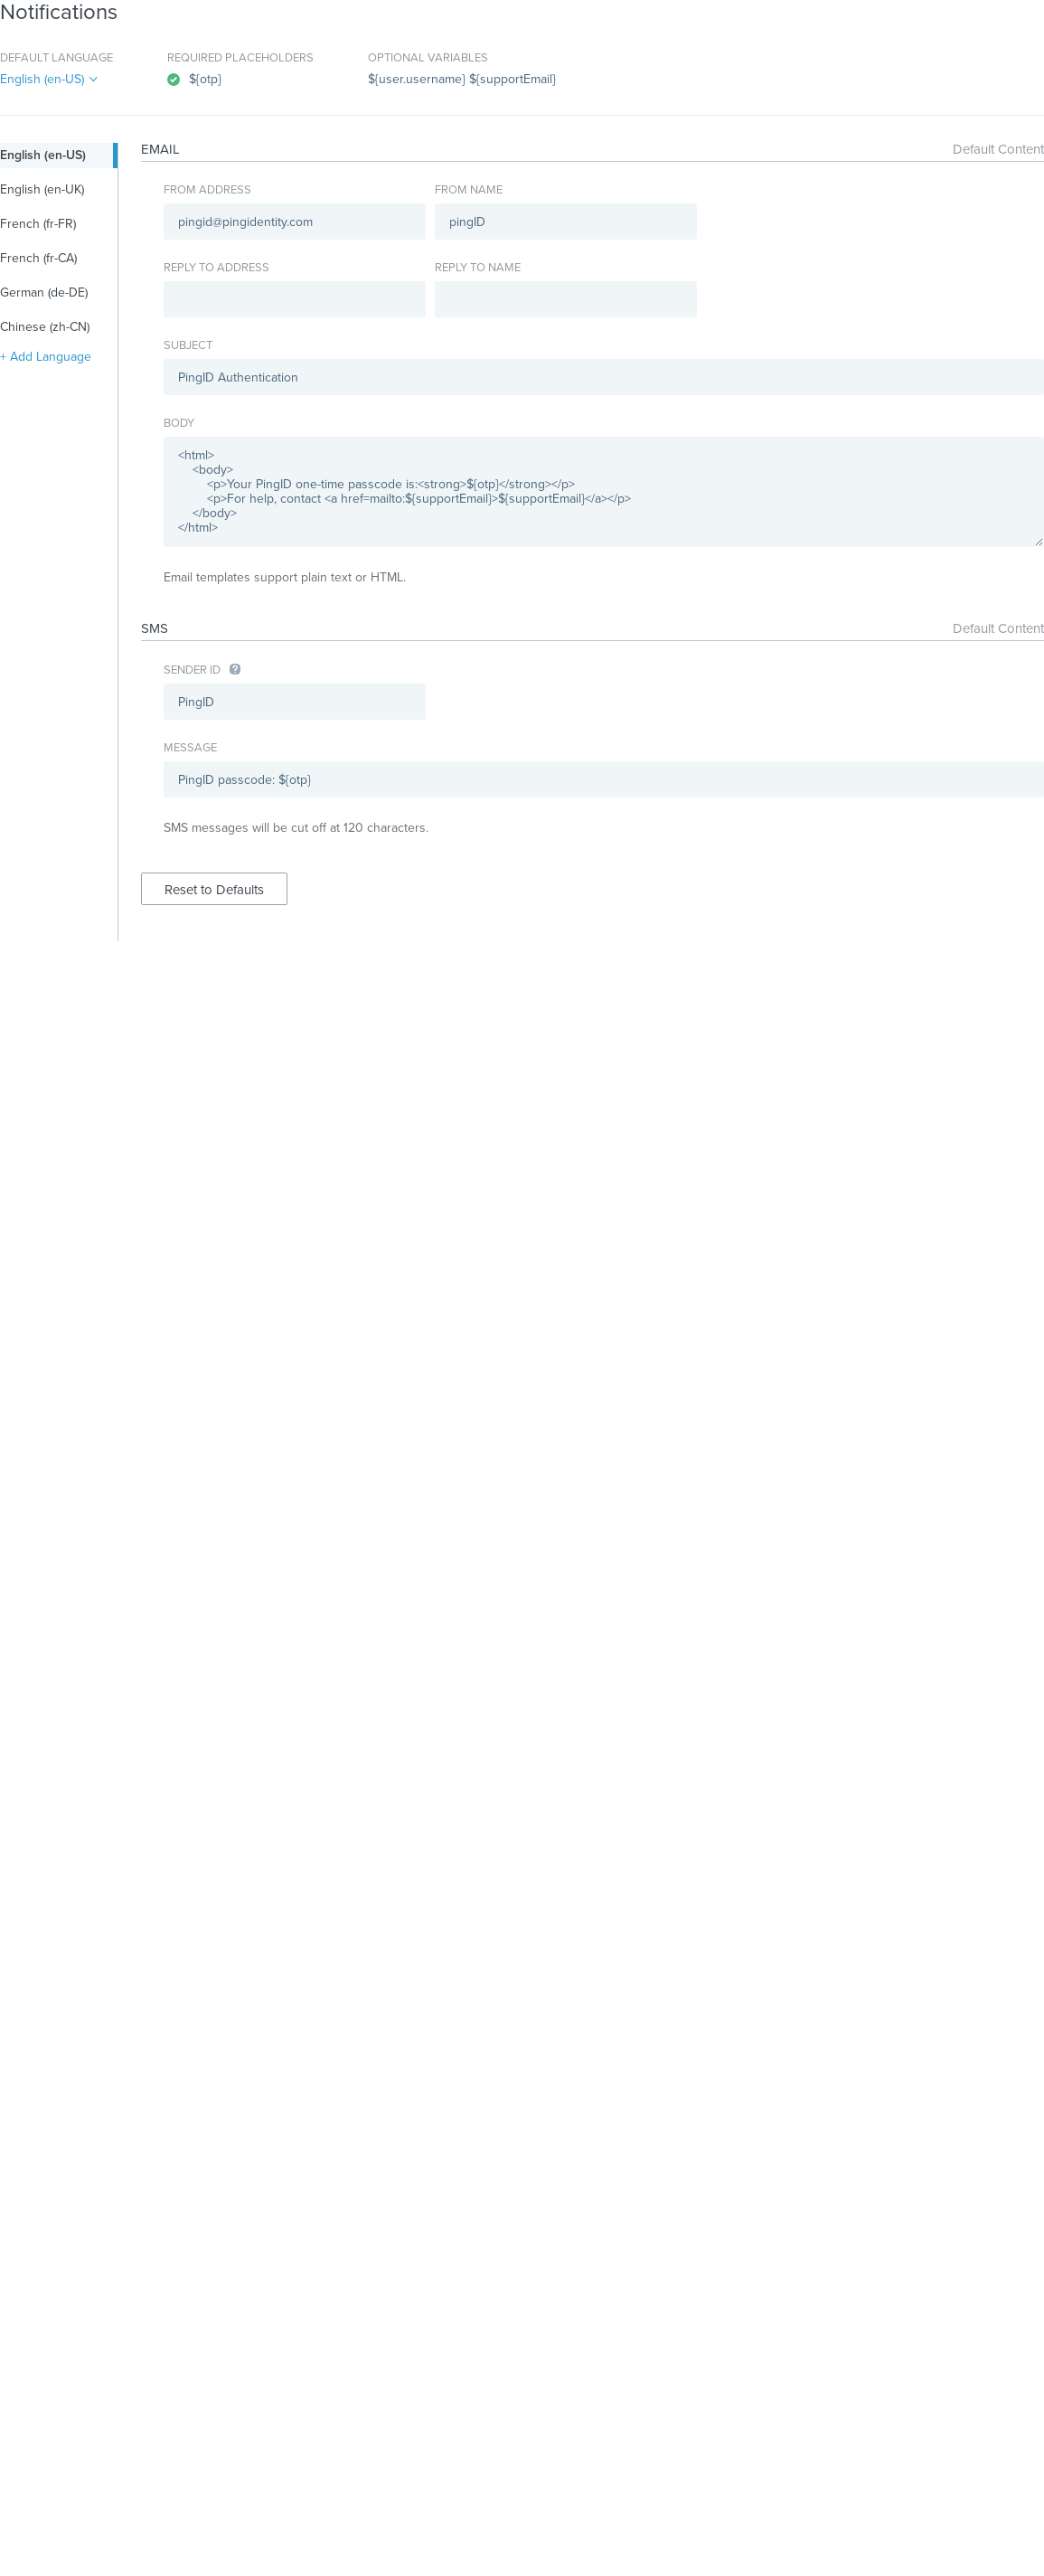 Notifications
DEFAULT LANGUAGE
English (en-US)
REQUIRED PLACEHOLDERS
${otp}
OPTIONAL VARIABLES
${user.username} ${supportEmail}
English (en-US)
English (en-UK)
French (fr-FR)
French (fr-CA)
German (de-DE)
Chinese (zh-CN)
+ Add Language
EMAIL
Default Content
FROM ADDRESS
pingid@pingidentity.com
FROM NAME
pingID
REPLY TO ADDRESS
REPLY TO NAME
SUBJECT
PingID Authentication
BODY
<html>
<body>
<p>Your PingID one-time passcode is:<strong>${otp}</strong></p>
<p>For help, contact <a href=mailto:${supportEmail}>${supportEmail}</a></p>
</body>
</html>
Email templates support plain text or HTML.
SMS
Default Content
SENDER ID ?
PingID
MESSAGE
PingID passcode: ${otp}
SMS messages will be cut off at 120 characters.
Reset to Defaults